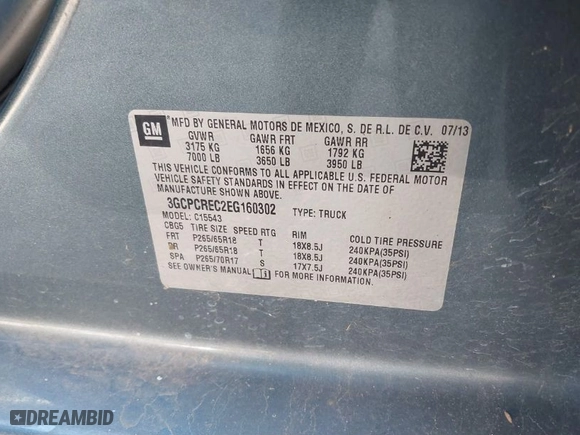 GM
MFD BY GENERAL MOTORS DE MEXICO, S. DE R.L. DE C.V. 07/13
GVWR GAWR FRT GAWR RR
3175 KG 1656 KG 1792 KG
7000 LB 3650 LB 3950 LB
THIS VEHICLE CONFORMS TO ALL APPLICABLE U.S. FEDERAL MOTOR
VEHICLE SAFETY STANDARDS IN EFFECT ON THE DATE OF
MANUFACTURE SHOWN ABOVE.
3GCPCREC2EG160302 TYPE: TRUCK
MODEL: C15543
CBG5 TIRE SIZE SPEED RTG RIM COLD TIRE PRESSURE
FRT P265/65R18 T 18X8.5J 240KPA(35PSI)
RR P265/65R18 T 18X8.5J 240KPA(35PSI)
SPA P265/70R17 S 17X7.5J 240KPA(35PSI)
SEE OWNER'S MANUAL FOR MORE INFORMATION.
DREAMBID